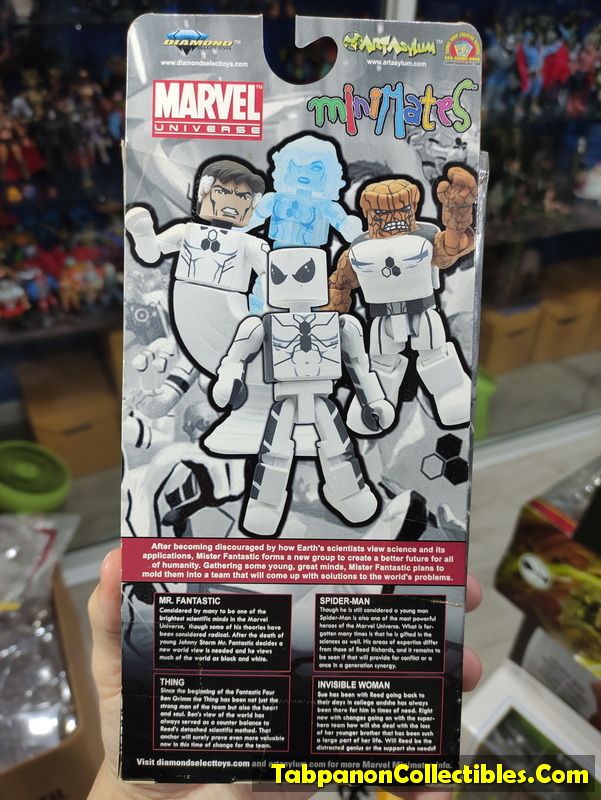 DIAMOND SELECT TOYS™
ART ASYLUM™
www.diamondselecttoys.com
www.artasylum.com
MARVEL™
UNIVERSE
miniMates™
After becoming discouraged by how Earth's scientists view science and its
applications, Mister Fantastic forms a new group to create a better future for all
of humanity. Gathering some young, great minds, Mister Fantastic plans to
mold them into a team that will come up with solutions to the world's problems.
MR. FANTASTIC
Considered by many to be one of the
brightest scientific minds in the Marvel
Universe, though some of his theories have
been considered radical. After the death of
young Johnny Storm Mr. Fantastic decides a
new world view is needed and he views
much of the world as black and white.
SPIDER-MAN
Though he is still considered a young man
Spider-Man is also one of the most powerful
heroes of the Marvel Universe. What is for-
gotten many times is that he is gifted in the
sciences as well. His areas of expertise differ
from those of Reed Richards, and it remains to
be seen if that will provide for conflict or a
once in a generation synergy.
THING
Since the beginning of the Fantastic Four
Ben Grimm the Thing has been not just the
strong man of the team but also the heart
and soul. Ben's view of the world has
always served as a counter balance to
Reed's detached scientific method. That
anchor will surely prove even more valuable
now in this time of change for the team.
INVISIBLE WOMAN
Sue has been with Reed going back to
their days in college andshe has always
been there for him in times of need. Right
now with changes going on with the super-
hero team how will she deal with the loss
of her younger brother that has been such
a large part of her life. Will Reed be the
distracted genius or the support she needs?
Visit diamondselecttoys.com and artasylum.com for more Marvel Minimates info.
TabpanonCollectibles.Com